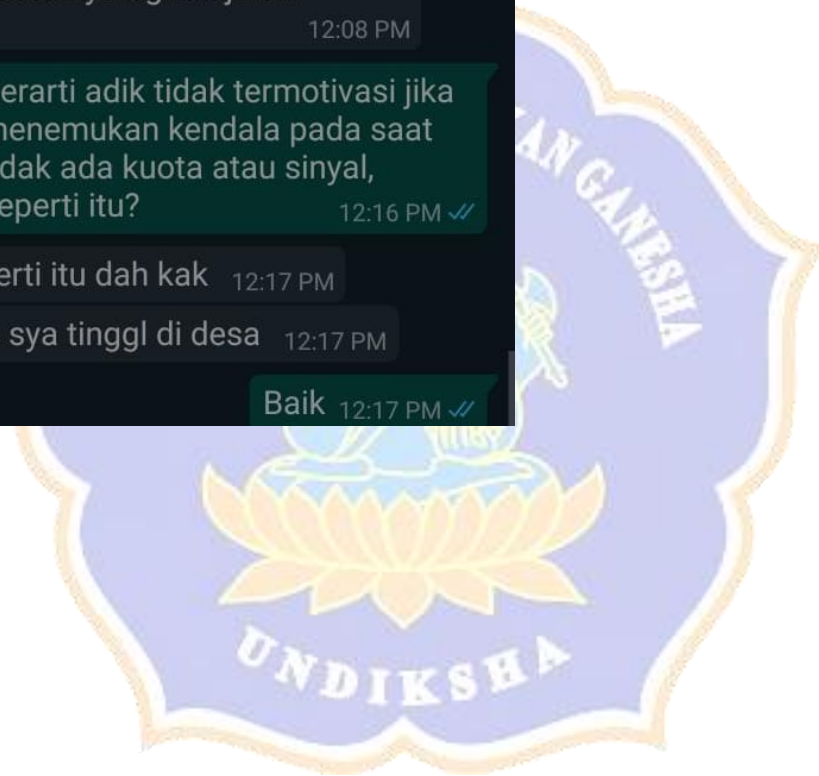 12:08 PM
erarti adik tidak termotivasi jika
enemukan kendala pada saat
dak ada kuota atau sinyal,
eperti itu? 12:16 PM
erti itu dah kak 12:17 PM
sya tinggl di desa 12:17 PM
Baik 12:17 PM
AN GANESHA
UNDIKSHA